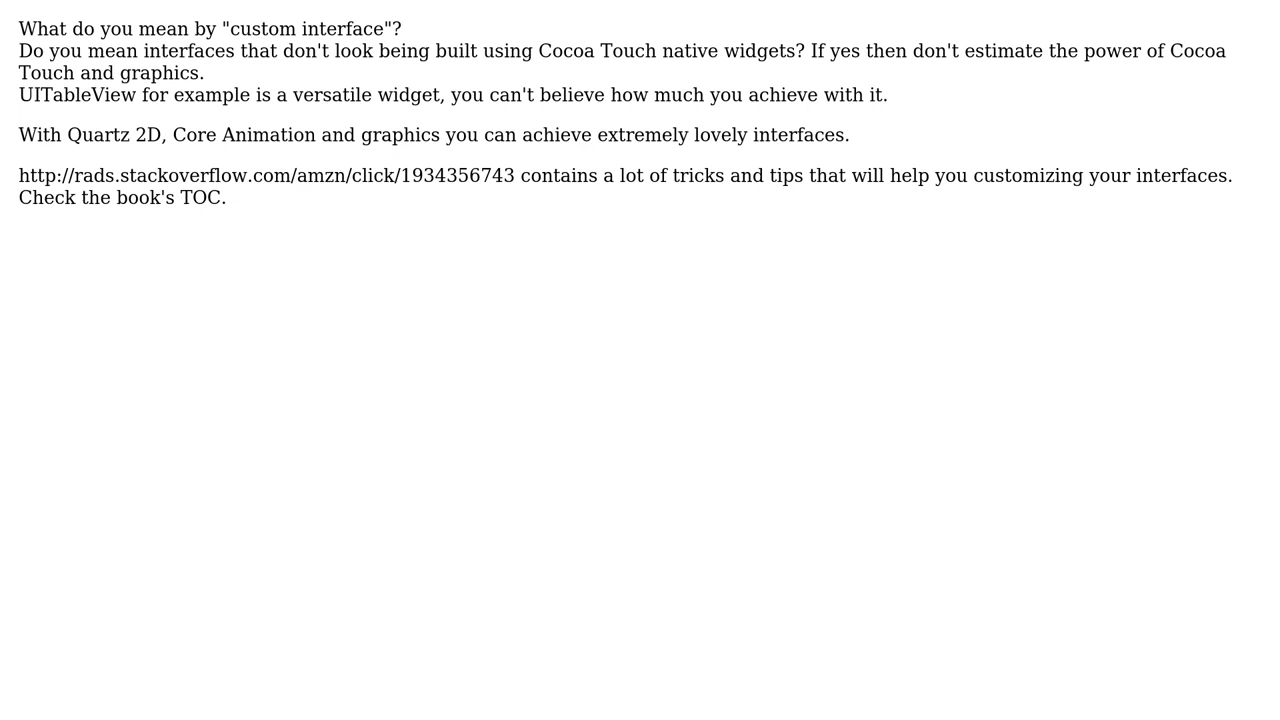 What do you mean by "custom interface"?
Do you mean interfaces that don't look being built using Cocoa Touch native widgets? If yes then don't estimate the power of Cocoa
Touch and graphics.
UITableView for example is a versatile widget, you can't believe how much you achieve with it.
With Quartz 2D, Core Animation and graphics you can achieve extremely lovely interfaces.
http://rads.stackoverflow.com/amzn/click/1934356743 contains a lot of tricks and tips that will help you customizing your interfaces.
Check the book's TOC.